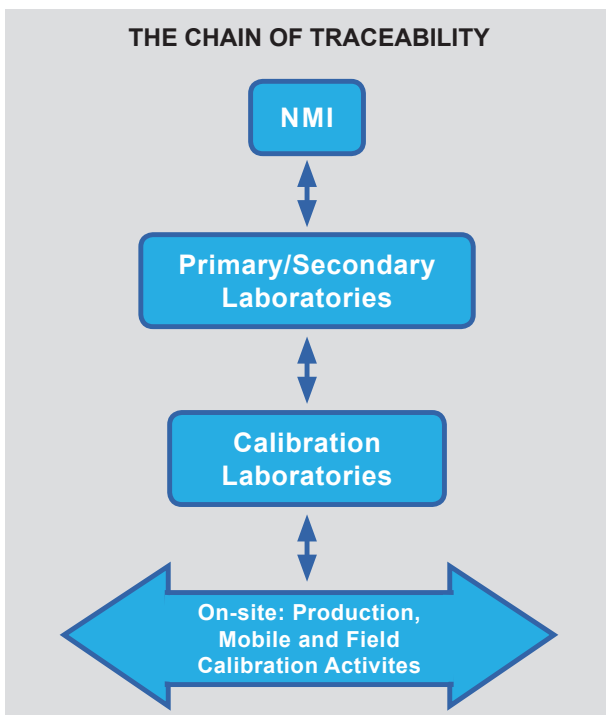 THE CHAIN OF TRACEABILITY
NMI
Primary/Secondary
Laboratories
Calibration
Laboratories
On-site: Production,
Mobile and Field
Calibration Activites